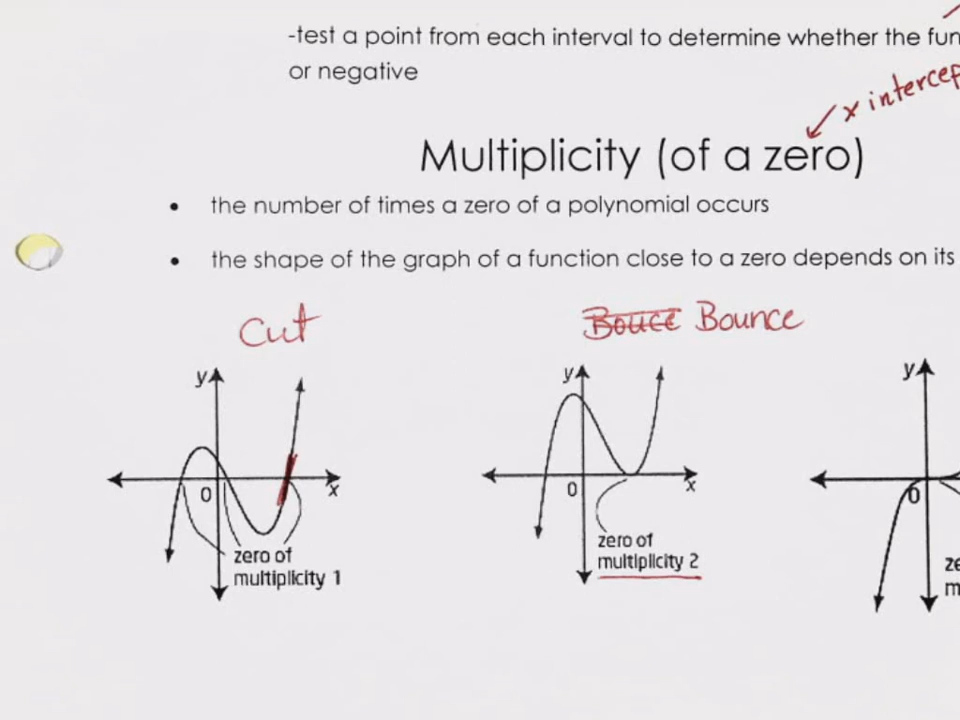 -test a point from each interval to determine whether the fun
or negative
x intercep
Multiplicity (of a zero)
• the number of times a zero of a polynomial occurs
• the shape of the graph of a function close to a zero depends on its
Cut
Bouce Bounce
y
0
x
zero of
multiplicity 1
y
0
x
zero of
multiplicity 2
y
0
ze
m